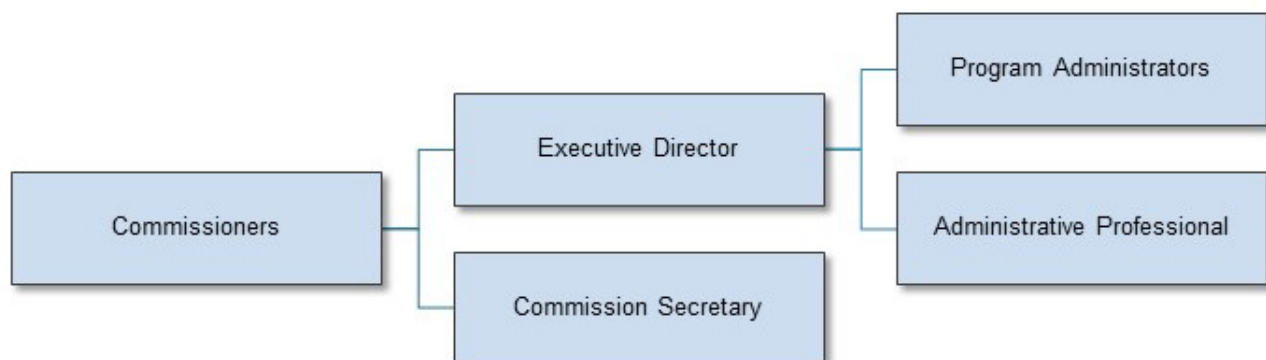 Program Administrators
Executive Director
Commissioners
Administrative Professional
Commission Secretary